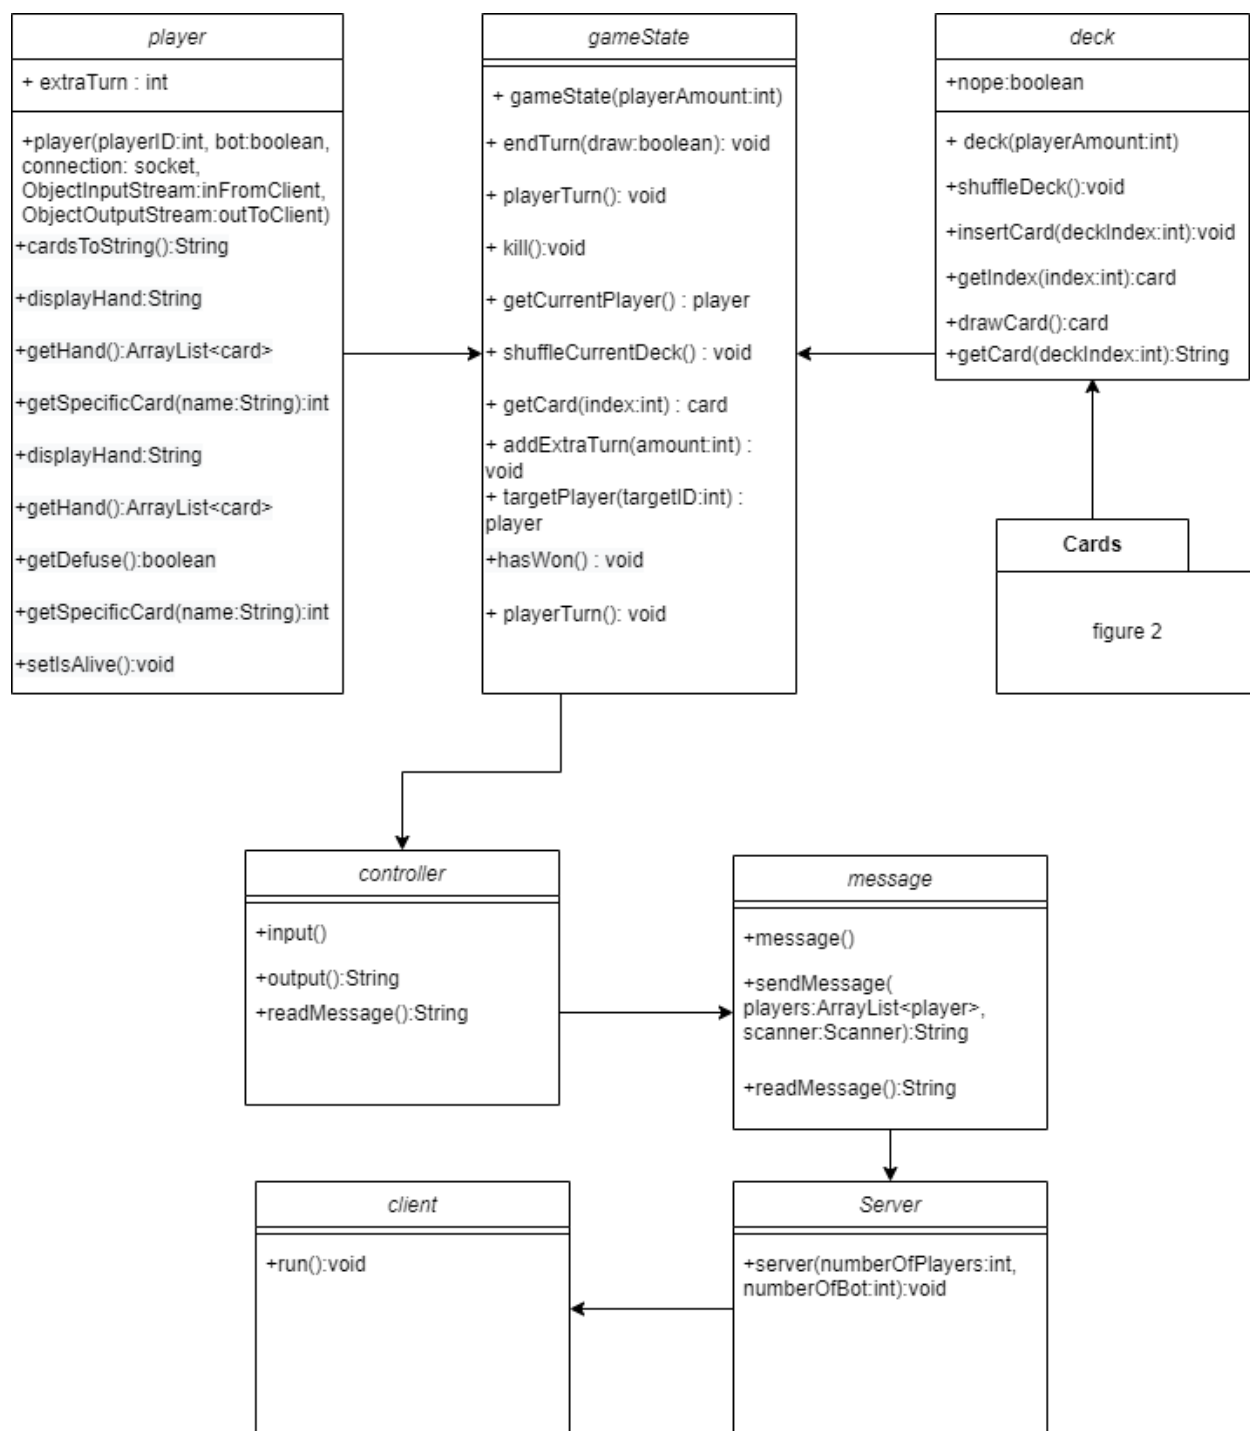 player
+ extraTurn : int
+player(playerID:int, bot:boolean,
connection: socket,
ObjectInputStream:inFromClient,
ObjectOutputStream:outToClient)
+cardsToString():String
+displayHand:String
+getHand():ArrayList<card>
+getSpecificCard(name:String):int
+displayHand:String
+getHand():ArrayList<card>
+getDefuse():boolean
+getSpecificCard(name:String):int
+setIsAlive():void
gameState
+ gameState(playerAmount:int)
+ endTurn(draw:boolean): void
+ playerTurn(): void
+ kill():void
+ getCurrentPlayer() : player
+ shuffleCurrentDeck() : void
+ getCard(index:int) : card
+ addExtraTurn(amount:int) :
void
+ targetPlayer(targetID:int) :
player
+hasWon() : void
+ playerTurn(): void
deck
+nope:boolean
+ deck(playerAmount:int)
+shuffleDeck():void
+insertCard(deckIndex:int):void
+getIndex(index:int):card
+drawCard():card
+getCard(deckIndex:int):String
Cards
figure 2
controller
+input()
+output():String
+readMessage():String
message
+message()
+sendMessage(
players:ArrayList<player>,
scanner:Scanner):String
+readMessage():String
client
+run():void
Server
+server(numberOfPlayers:int,
numberOfBot:int):void